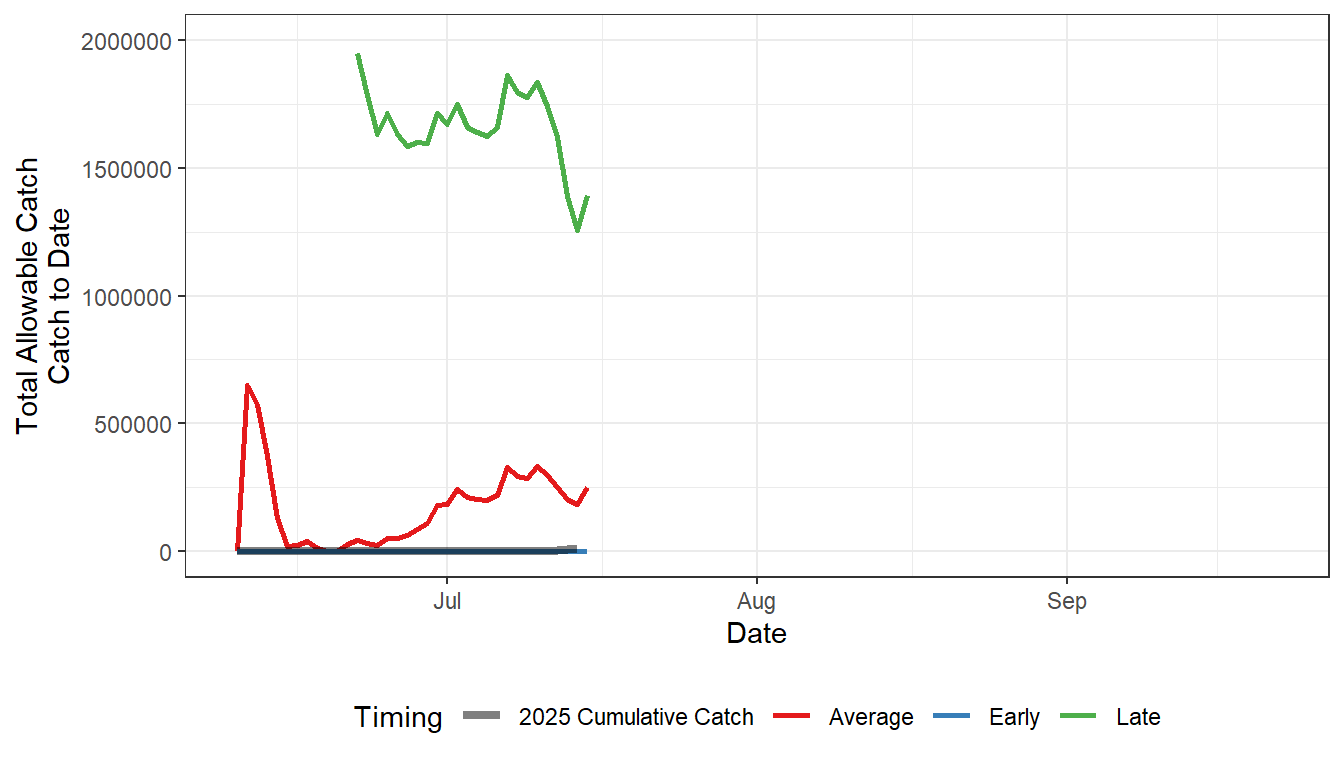 Total Allowable Catch
Catch to Date
2000000
1500000
1000000
500000
0
Jul Aug Sep
Date
Timing 2025 Cumulative Catch Average Early Late